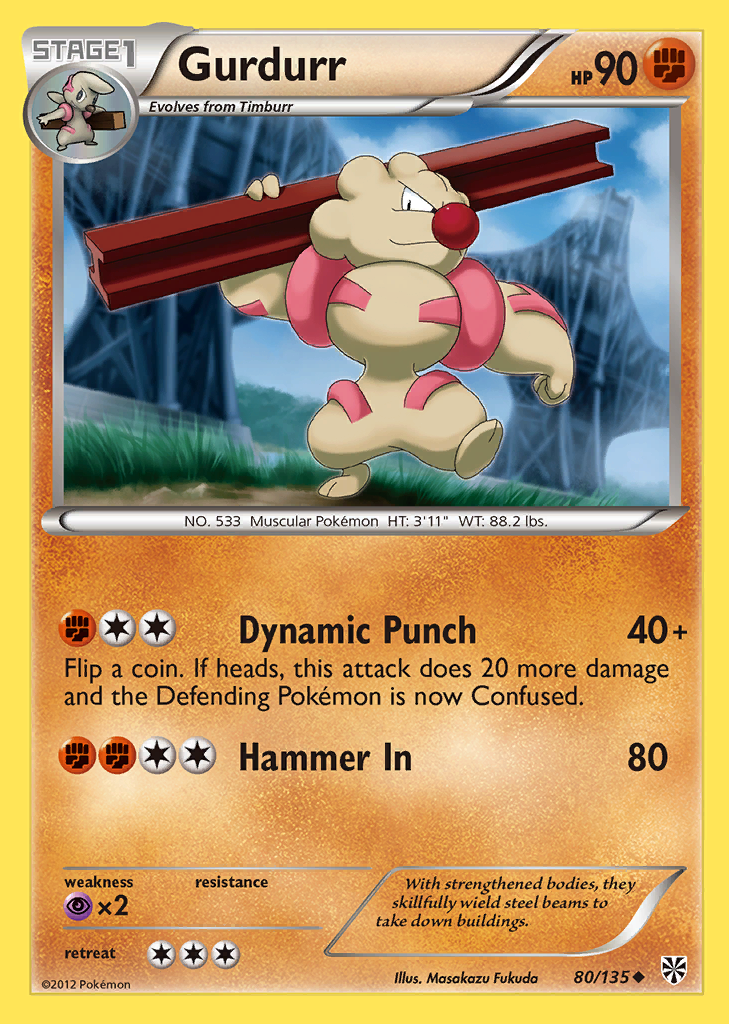 STAGE1
Gurdurr
HP 90
Evolves from Timburr
NO. 533 Muscular Pokémon HT: 3'11" WT: 88.2 lbs.
Dynamic Punch 40+
Flip a coin. If heads, this attack does 20 more damage
and the Defending Pokémon is now Confused.
Hammer In 80
weakness resistance
×2
With strengthened bodies, they
skillfully wield steel beams to
take down buildings.
retreat
©2012 Pokémon
Illus. Masakazu Fukuda 80/135